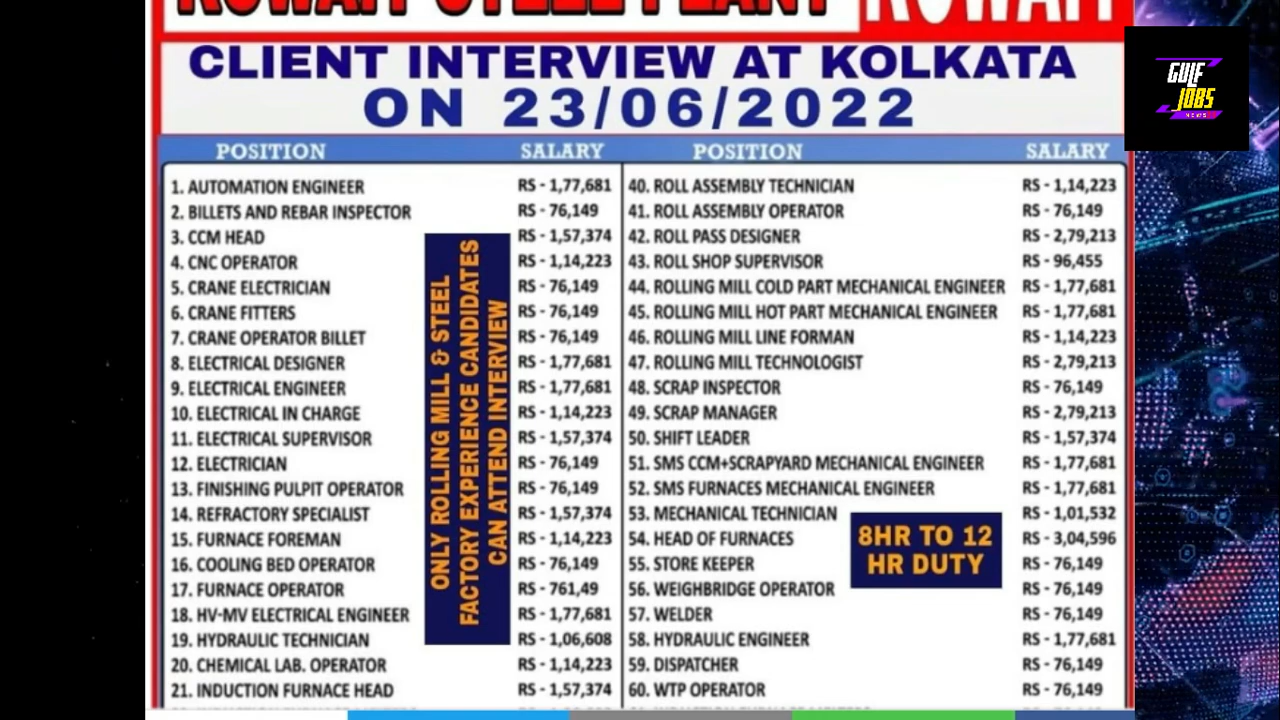 KUWAIT STEEL PLANT
KUWAIT
CLIENT INTERVIEW AT KOLKATA
ON 23/06/2022
GULF
JOBS
NEWS
POSITION SALARY
1. AUTOMATION ENGINEER RS - 1,77,681
2. BILLETS AND REBAR INSPECTOR RS - 76,149
3. CCM HEAD RS - 1,57,374
4. CNC OPERATOR RS - 1,14,223
5. CRANE ELECTRICIAN RS - 76,149
6. CRANE FITTERS RS - 76,149
7. CRANE OPERATOR BILLET RS - 76,149
8. ELECTRICAL DESIGNER RS - 1,77,681
9. ELECTRICAL ENGINEER RS - 1,77,681
10. ELECTRICAL IN CHARGE RS - 1,14,223
11. ELECTRICAL SUPERVISOR RS - 1,57,374
12. ELECTRICIAN RS - 76,149
13. FINISHING PULPIT OPERATOR RS - 76,149
14. REFRACTORY SPECIALIST RS - 1,57,374
15. FURNACE FOREMAN RS - 1,14,223
16. COOLING BED OPERATOR RS - 76,149
17. FURNACE OPERATOR RS - 761,49
18. HV-MV ELECTRICAL ENGINEER RS - 1,77,681
19. HYDRAULIC TECHNICIAN RS - 1,06,608
20. CHEMICAL LAB. OPERATOR RS - 1,14,223
21. INDUCTION FURNACE HEAD RS - 1,57,374
ONLY ROLLING MILL & STEEL
FACTORY EXPERIENCE CANDIDATES
CAN ATTEND INTERVIEW
POSITION SALARY
40. ROLL ASSEMBLY TECHNICIAN RS - 1,14,223
41. ROLL ASSEMBLY OPERATOR RS - 76,149
42. ROLL PASS DESIGNER RS - 2,79,213
43. ROLL SHOP SUPERVISOR RS - 96,455
44. ROLLING MILL COLD PART MECHANICAL ENGINEER RS - 1,77,681
45. ROLLING MILL HOT PART MECHANICAL ENGINEER RS - 1,77,681
46. ROLLING MILL LINE FORMAN RS - 1,14,223
47. ROLLING MILL TECHNOLOGIST RS - 2,79,213
48. SCRAP INSPECTOR RS - 76,149
49. SCRAP MANAGER RS - 2,79,213
50. SHIFT LEADER RS - 1,57,374
51. SMS CCM+SCRAPYARD MECHANICAL ENGINEER RS - 1,77,681
52. SMS FURNACES MECHANICAL ENGINEER RS - 1,77,681
53. MECHANICAL TECHNICIAN RS - 1,01,532
54. HEAD OF FURNACES RS - 3,04,596
55. STORE KEEPER RS - 76,149
56. WEIGHBRIDGE OPERATOR RS - 76,149
57. WELDER RS - 76,149
58. HYDRAULIC ENGINEER RS - 1,77,681
59. DISPATCHER RS - 76,149
60. WTP OPERATOR RS - 76,149
8HR TO 12
HR DUTY